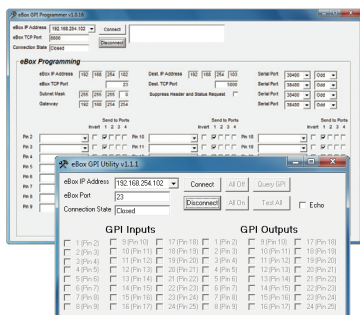 eBox GPI Programmer v1.0.16
eBox IP Address 192.168.254.102 Connect
eBox TCP Port 6000
Disconnect
Connection State Closed
eBox Programming
eBox IP Address 192 168 254 102 Dest. IP Address 192 168 254 103 Serial Port 38400 Odd
eBox TCP Port 23 Dest. TCP Port 1000 Serial Port 38400 Odd
Subnet Mask 255 255 255 0 Suppress Header and Status Request Serial Port 38400 Odd
Gateway 192 168 254 Serial Port 38400 Odd
Send to Ports Send to Ports
Invert 1 2 3 4 Invert 1 2 3 4
Pin 2 Pin 10 Pin 18
Pin 3 Pin 11
Pin 4
Pin 5
Pin 6
Pin 7
Pin 8
Pin 9
eBox GPI Utility v1.1.1
eBox IP Address 192.168.254.102 Connect All Off Query GPI
eBox Port 23 Disconnect All On Test All Echo
Connection State Closed
GPI Inputs GPI Outputs
1 (Pin 2) 9 (Pin 10) 17 (Pin 18) 1 (Pin 2) 9 (Pin 10) 17 (Pin 18)
2 (Pin 3) 10 (Pin 11) 18 (Pin 19) 2 (Pin 3) 10 (Pin 11) 18 (Pin 19)
3 (Pin 4) 11 (Pin 12) 19 (Pin 20) 3 (Pin 4) 11 (Pin 12) 19 (Pin 20)
4 (Pin 5) 12 (Pin 13) 20 (Pin 21) 4 (Pin 5) 12 (Pin 13) 20 (Pin 21)
5 (Pin 6) 13 (Pin 14) 21 (Pin 22) 5 (Pin 6) 13 (Pin 14) 21 (Pin 22)
6 (Pin 7) 14 (Pin 15) 22 (Pin 23) 6 (Pin 7) 14 (Pin 15) 22 (Pin 23)
7 (Pin 8) 15 (Pin 16) 23 (Pin 24) 7 (Pin 8) 15 (Pin 16) 23 (Pin 24)
8 (Pin 9) 16 (Pin 17) 24 (Pin 25) 8 (Pin 9) 16 (Pin 17) 24 (Pin 25)